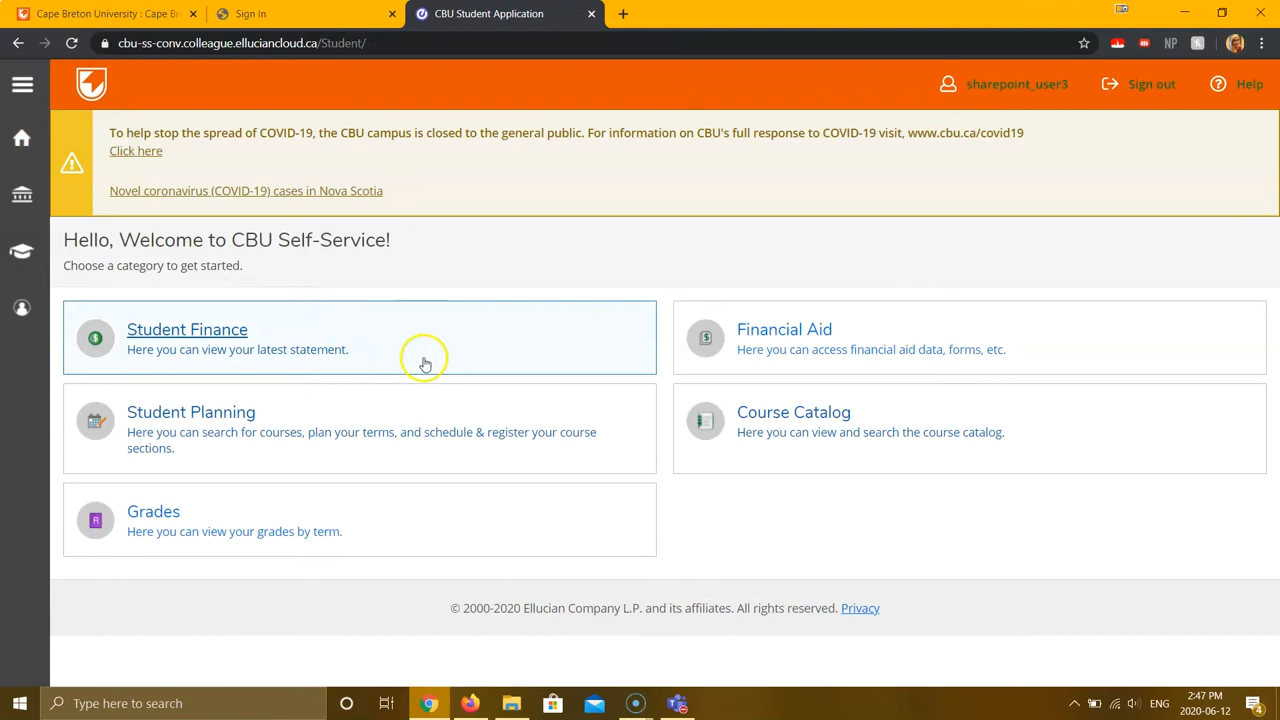 Cape Breton University : Cape Br
Sign In
CBU Student Application
cbu-ss-conv.colleague.elluciancloud.ca/Student/
NP
sharepoint_user3
Sign out
Help
To help stop the spread of COVID-19, the CBU campus is closed to the general public. For information on CBU's full response to COVID-19 visit, www.cbu.ca/covid19
Click here
Novel coronavirus (COVID-19) cases in Nova Scotia
Hello, Welcome to CBU Self-Service!
Choose a category to get started.
Student Finance
Here you can view your latest statement.
Financial Aid
Here you can access financial aid data, forms, etc.
Student Planning
Here you can search for courses, plan your terms, and schedule & register your course
sections.
Course Catalog
Here you can view and search the course catalog.
Grades
Here you can view your grades by term.
© 2000-2020 Ellucian Company L.P. and its affiliates. All rights reserved. Privacy
Type here to search
ENG
2:47 PM
2020-06-12
4